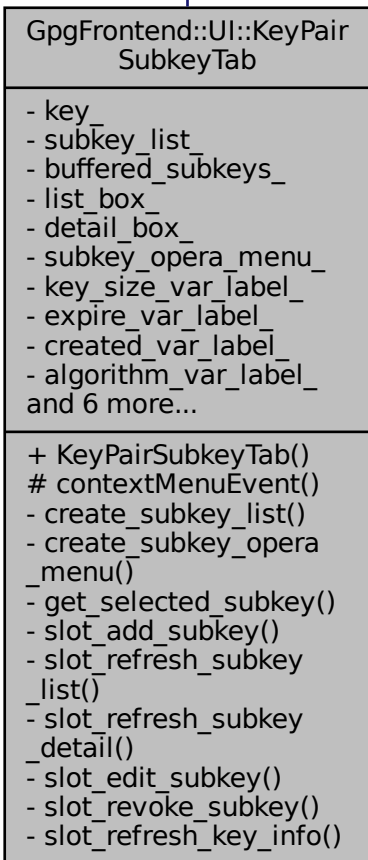 GpgFrontend::UI::KeyPair
SubkeyTab
- key_
- subkey_list_
- buffered_subkeys_
- list_box_
- detail_box_
- subkey_opera_menu_
- key_size_var_label_
- expire_var_label_
- created_var_label_
- algorithm_var_label_
and 6 more...
+ KeyPairSubkeyTab()
# contextMenuEvent()
- create_subkey_list()
- create_subkey_opera
_menu()
- get_selected_subkey()
- slot_add_subkey()
- slot_refresh_subkey
_list()
- slot_refresh_subkey
_detail()
- slot_edit_subkey()
- slot_revoke_subkey()
- slot_refresh_key_info()